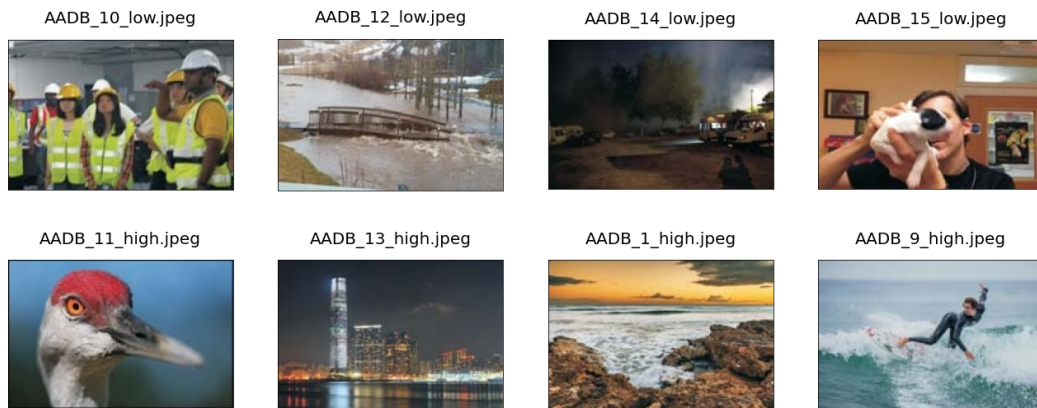 AADB_10_low.jpeg
AADB_12_low.jpeg
AADB_14_low.jpeg
AADB_15_low.jpeg
AADB_11_high.jpeg
AADB_13_high.jpeg
AADB_1_high.jpeg
AADB_9_high.jpeg